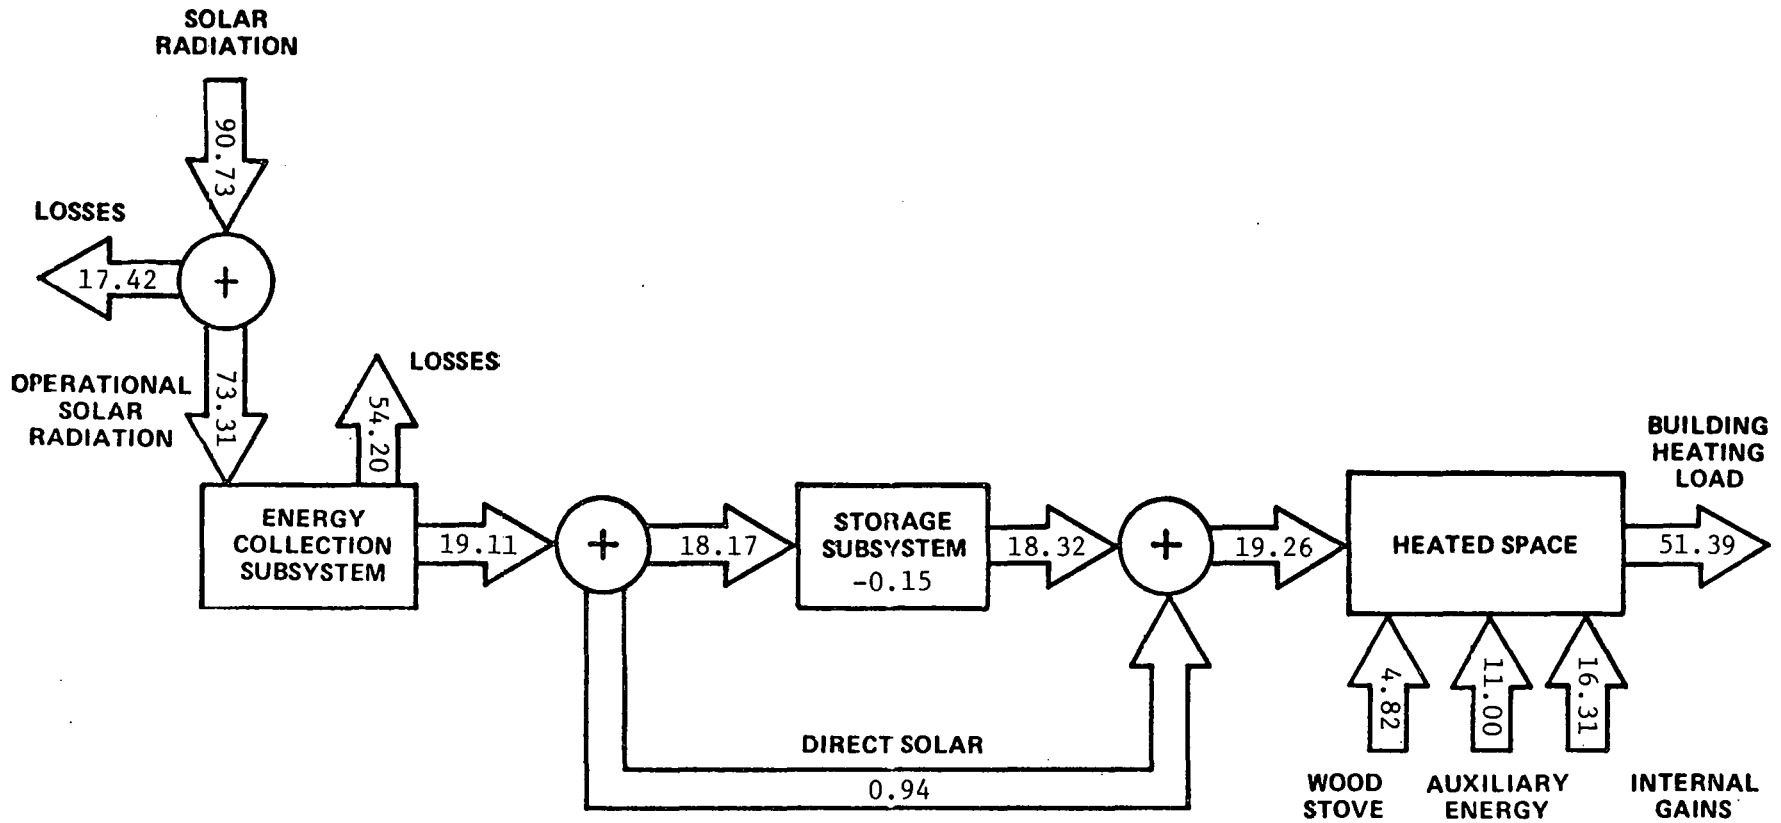 SOLAR
RADIATION
90.73
LOSSES
17.42
+
OPERATIONAL
SOLAR
RADIATION
73.31
LOSSES
54.20
ENERGY
COLLECTION
SUBSYSTEM
19.11
+
18.17
STORAGE
SUBSYSTEM
-0.15
18.32
+
19.26
HEATED SPACE
BUILDING
HEATING
LOAD
51.39
DIRECT SOLAR
0.94
4.82
WOOD
STOVE
11.00
AUXILIARY
ENERGY
16.31
INTERNAL
GAINS